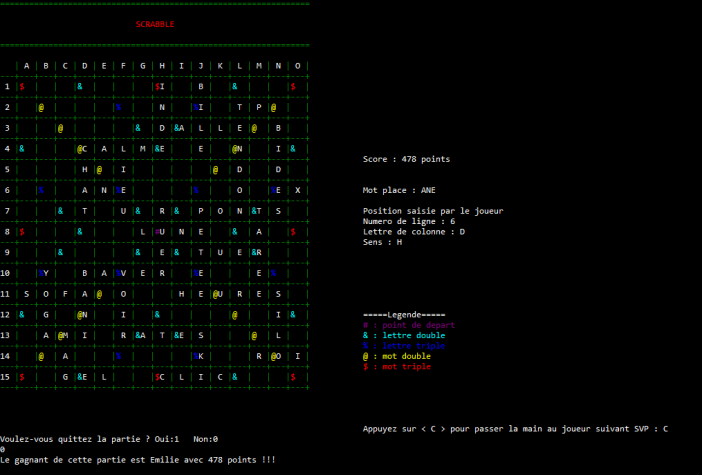 SCRABBLE
A | B | C | D | E | F | G | H | I | J | K | L | M | N | O |
1 | $ | | | & | | | | $I | | B | | & | | | $ |
2 | | @ | | | | % | | N | | %I | | T | P | @ | |
3 | | | @ | | | | & | D | &A | L | L | E | @ | B | |
4 | & | | | @C | A | L | M | &E | | E | | @N | | I | & |
5 | | | | H | @ | I | | | | | @ | D | | D | |
6 | | % | | A | N | %E | | | | % | | O | | %E | X |
7 | | | & | T | | U | & | R | & | P | O | N | &T | S | |
8 | $ | | | & | | | L | #U | N | E | | & | A | | $ |
9 | | | & | | | | & | E | & | T | U | E | &R | | |
10 | | %Y | | B | A | %V | E | R | | %E | | | E | % | |
11 | S | O | F | A | @ | O | | | H | E | @U | R | E | S | |
12 | & | G | | @N | | I | | & | | | | @ | | I | & |
13 | | A | @M | I | | R | &A | T | &E | S | | | @ | L | |
14 | | @ | A | | | % | | | | %K | | | R | @O | I |
15 | $ | | G | &E | L | | | $C | L | I | C | & | | | $ |
Score : 478 points
Mot place : ANE
Position saisie par le joueur
Numero de ligne : 6
Lettre de colonne : D
Sens : H
=====Legende=====
# : point de depart
& : lettre double
% : lettre triple
@ : mot double
$ : mot triple
Appuyez sur < C > pour passer la main au joueur suivant SVP : C
Voulez-vous quittez la partie ? Oui:1 Non:0
0
Le gagnant de cette partie est Emilie avec 478 points !!!